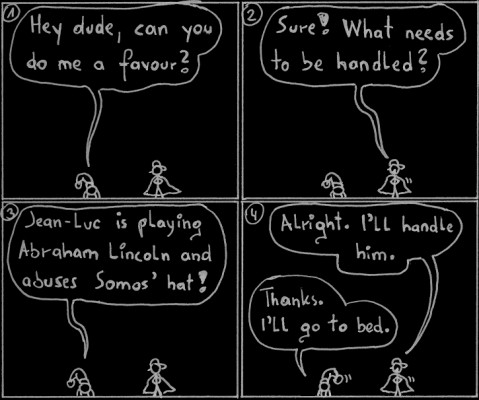 1
Hey dude, can you
do me a favour?
2
Sure! What needs
to be handled?
3
Jean-Luc is playing
Abraham Lincoln and
abuses Somos' hat!
4
Alright. I'll handle
him.
Thanks.
I'll go to bed.